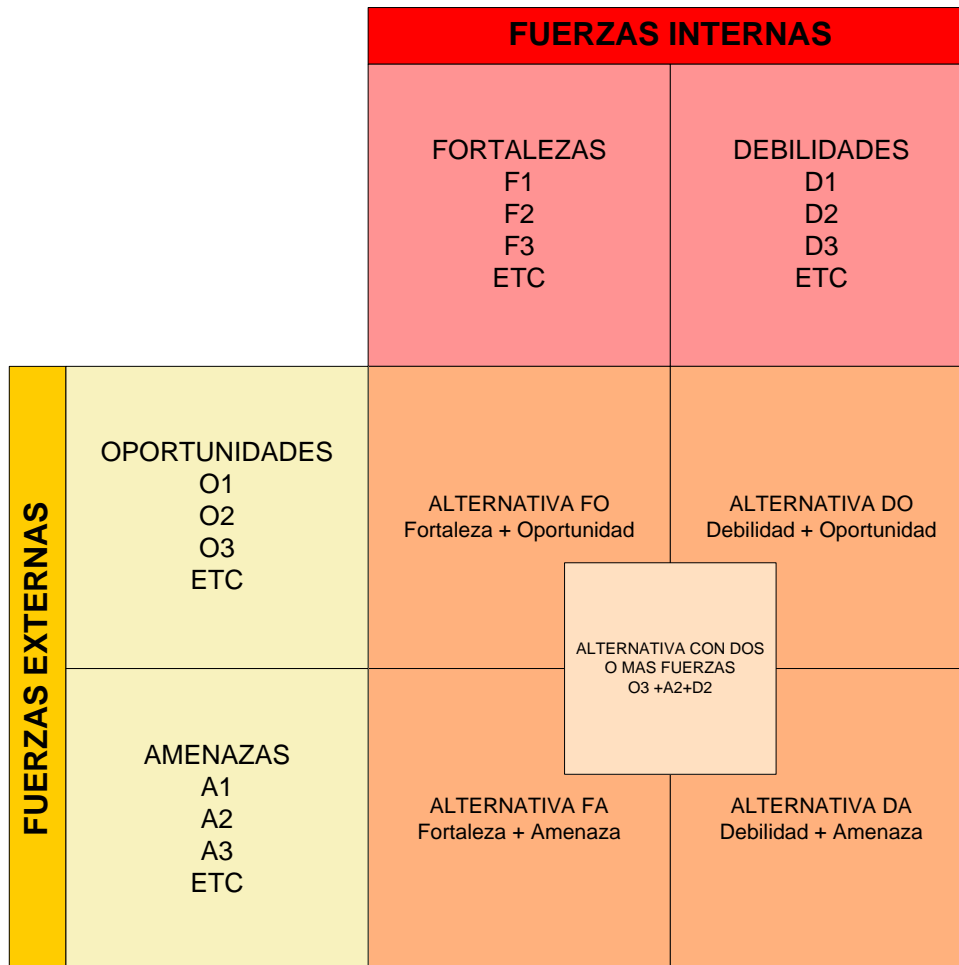 FUERZAS INTERNAS
FORTALEZAS
F1
F2
F3
ETC
DEBILIDADES
D1
D2
D3
ETC
FUERZAS EXTERNAS
OPORTUNIDADES
O1
O2
O3
ETC
ALTERNATIVA FO
Fortaleza + Oportunidad
ALTERNATIVA DO
Debilidad + Oportunidad
ALTERNATIVA CON DOS
O MAS FUERZAS
O3 +A2+D2
AMENAZAS
A1
A2
A3
ETC
ALTERNATIVA FA
Fortaleza + Amenaza
ALTERNATIVA DA
Debilidad + Amenaza